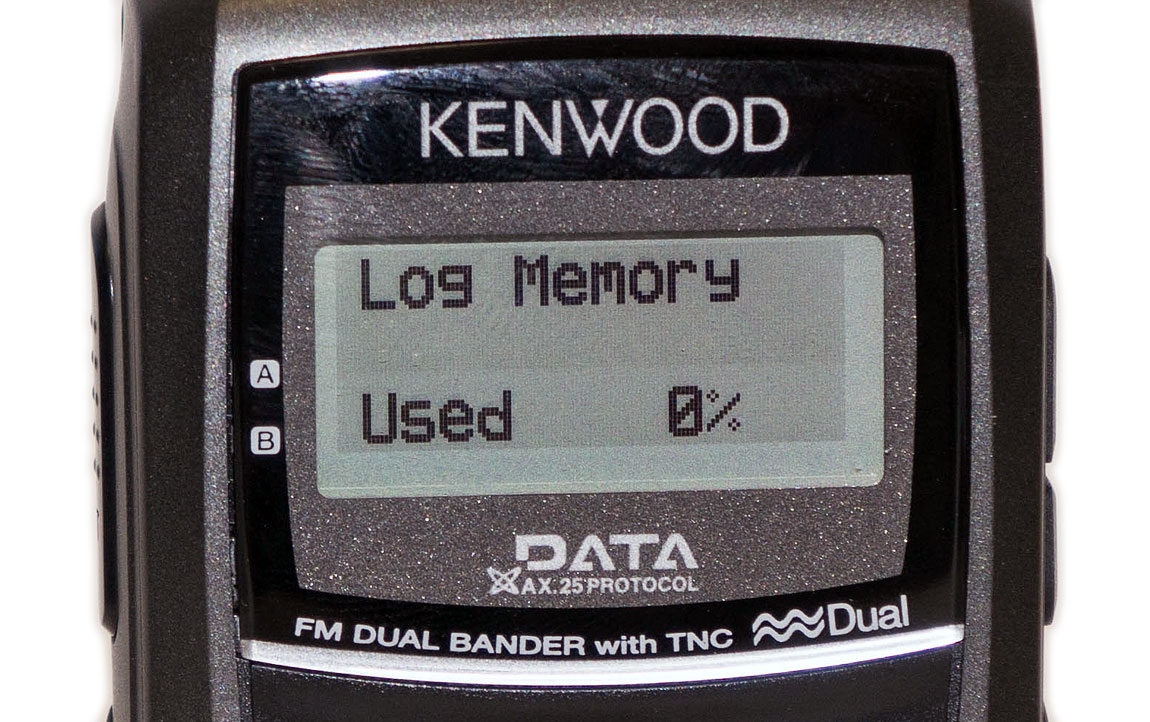 KENWOOD
Log Memory
A
Used 0%
B
DATA
AX.25 PROTOCOL
FM DUAL BANDER with TNC
Dual